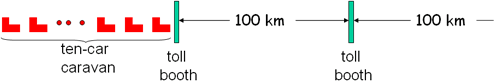 100 km
100 km
ten-car
caravan
toll
booth
toll
booth